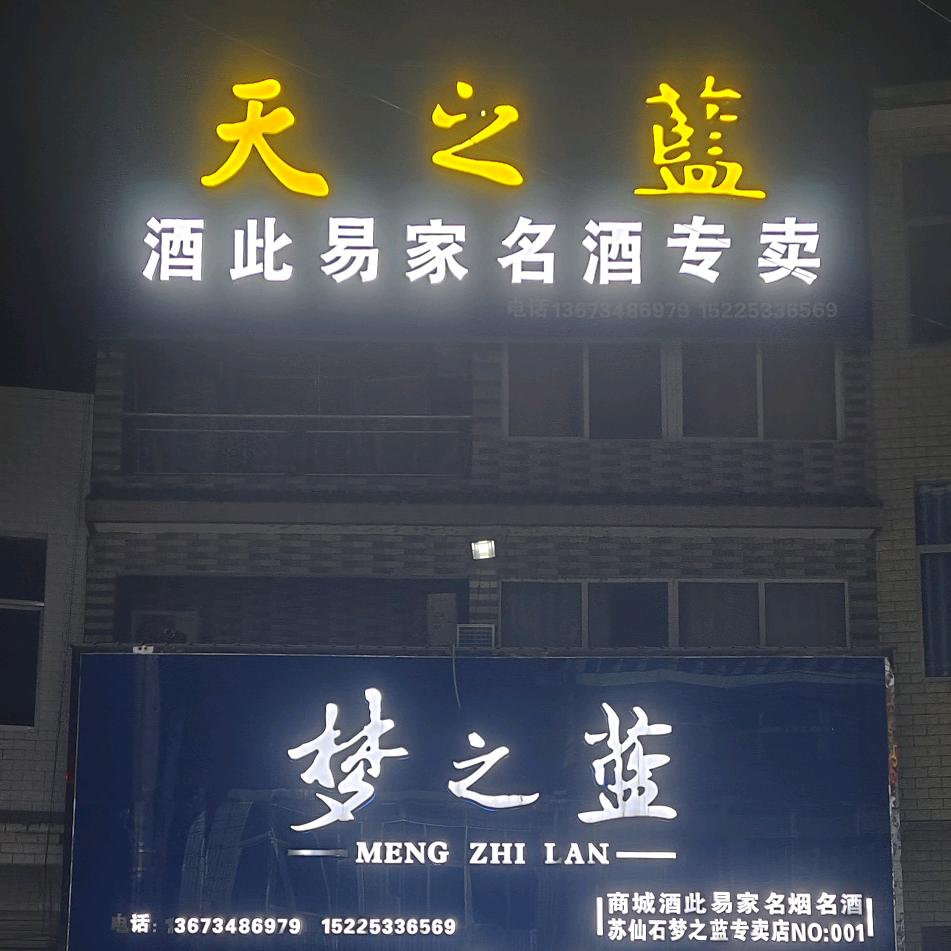 天之藍
酒此易家名酒专卖
电话13673486979 15225336569
梦之蓝
MENG ZHI LAN
电话: 13673486979 15225336569
商城酒此易家名烟名酒
苏仙石梦之蓝专卖店NO:001